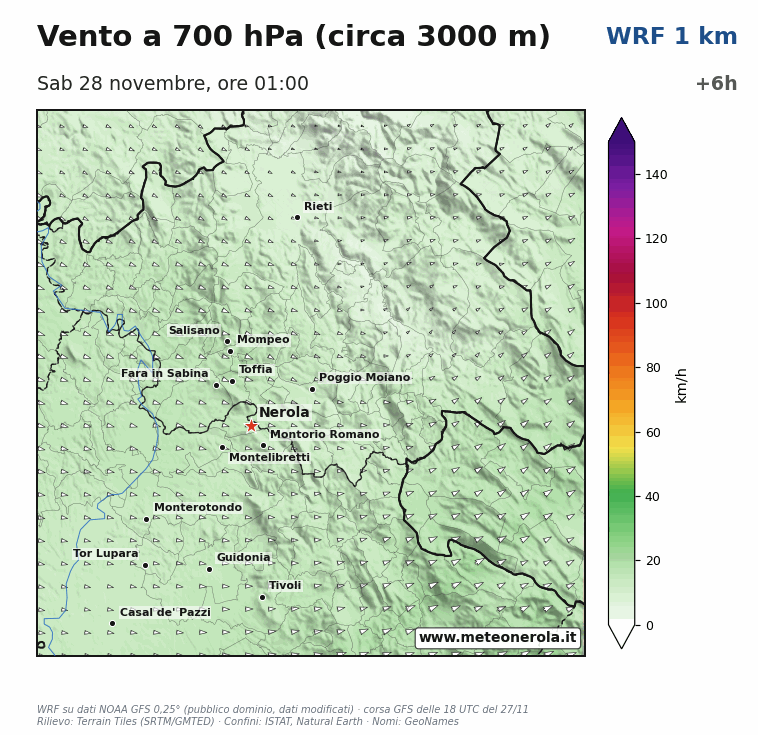 Vento a 700 hPa (circa 3000 m)
WRF 1 km
Sab 28 novembre, ore 01:00
+6h
Rieti
Salisano
Mompeo
Toffia
Fara in Sabina
Poggio Moiano
Nerola
Montorio Romano
Montelibretti
Monterotondo
Tor Lupara
Guidonia
Tivoli
Casal de' Pazzi
www.meteonerola.it
140
120
100
80
60
40
20
0
km/h
WRF su dati NOAA GFS 0,25° (pubblico dominio, dati modificati) · corsa GFS delle 18 UTC del 27/11
Rilievo: Terrain Tiles (SRTM/GMTED) · Confini: ISTAT, Natural Earth · Nomi: GeoNames